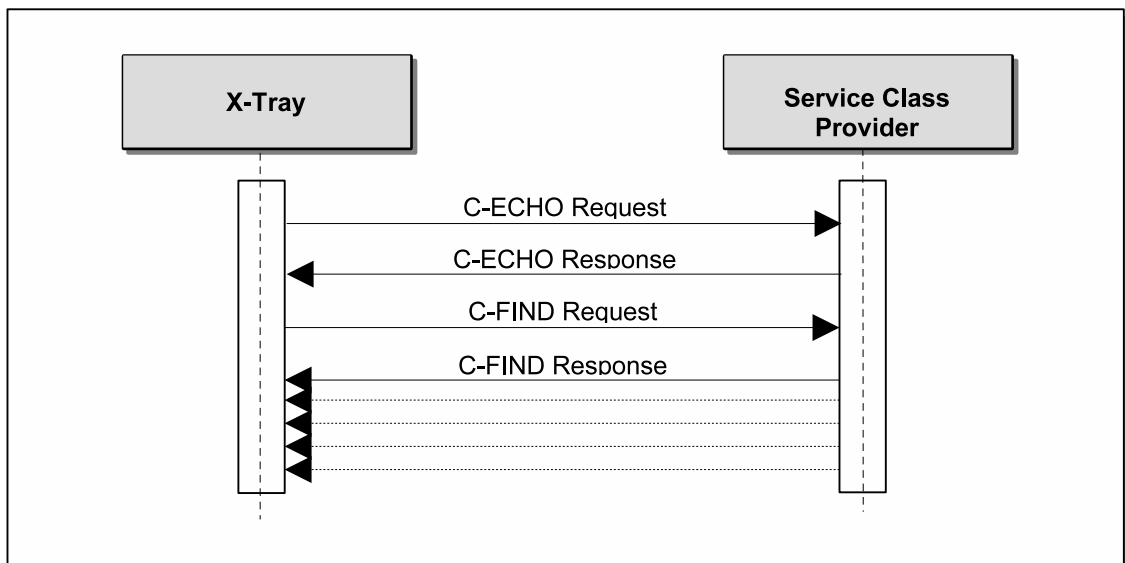 X-Tray
Service Class
Provider
C-ECHO Request
C-ECHO Response
C-FIND Request
C-FIND Response